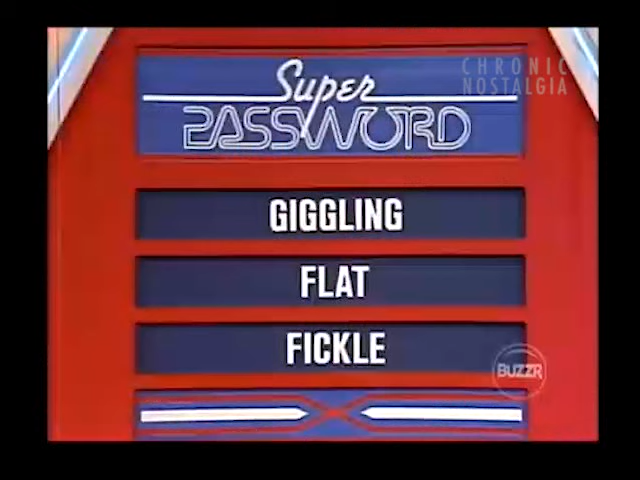 CHRONIC
NOSTALGIA
Super
PASSWORD
GIGGLING
FLAT
FICKLE
BUZZR